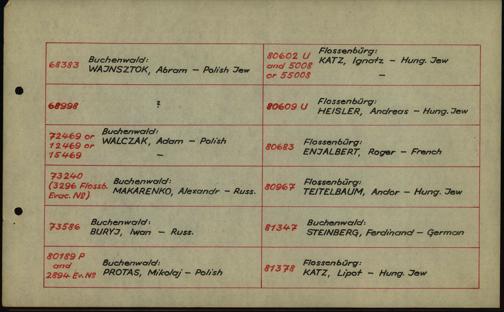 68383 Buchenwald:
WAJNSZTOK, Abram – Polish Jew
68998 ?
72469 or Buchenwald:
12469 or WALCZAK, Adam – Polish
15469 –
73240 Buchenwald:
(3296 Flossb. MAKARENKO, Alexandr – Russ.
Evac. Nº)
73586 Buchenwald:
BURYJ, Iwan – Russ.
80189 P Buchenwald:
and PROTAS, Mikołaj – Polish
2894 Ev. Nº
80602 U Flossenbürg:
and 5008 KATZ, Ignatz – Hung. Jew
or 55008 –
80609 U Flossenbürg:
HEISLER, Andreas – Hung. Jew
80683 Flossenbürg:
ENJALBERT, Roger – French
80967 Flossenbürg:
TEITELBAUM, Andor – Hung. Jew
81347 Buchenwald:
STEINBERG, Ferdinand – German
81378 Flossenbürg:
KATZ, Lipot – Hung. Jew